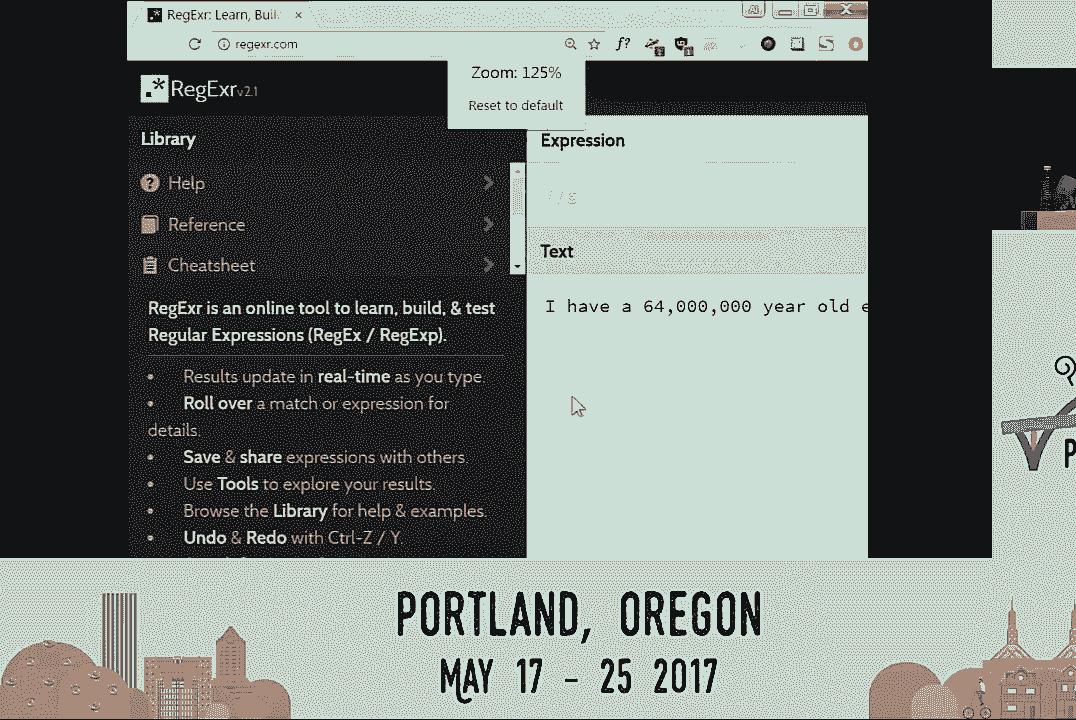 RegExr: Learn, Buil
regexr.com
f?
Zoom: 125%
Reset to default
.* RegExr v2.1
Library
Help
Reference
Cheatsheet
RegExr is an online tool to learn, build, & test
Regular Expressions (RegEx / RegExp).
• Results update in real-time as you type.
• Roll over a match or expression for
details.
• Save & share expressions with others.
• Use Tools to explore your results.
• Browse the Library for help & examples.
• Undo & Redo with Ctrl-Z / Y.
Expression
Text
I have a 64,000,000 year old e
P
PORTLAND, OREGON
MAY 17 - 25 2017